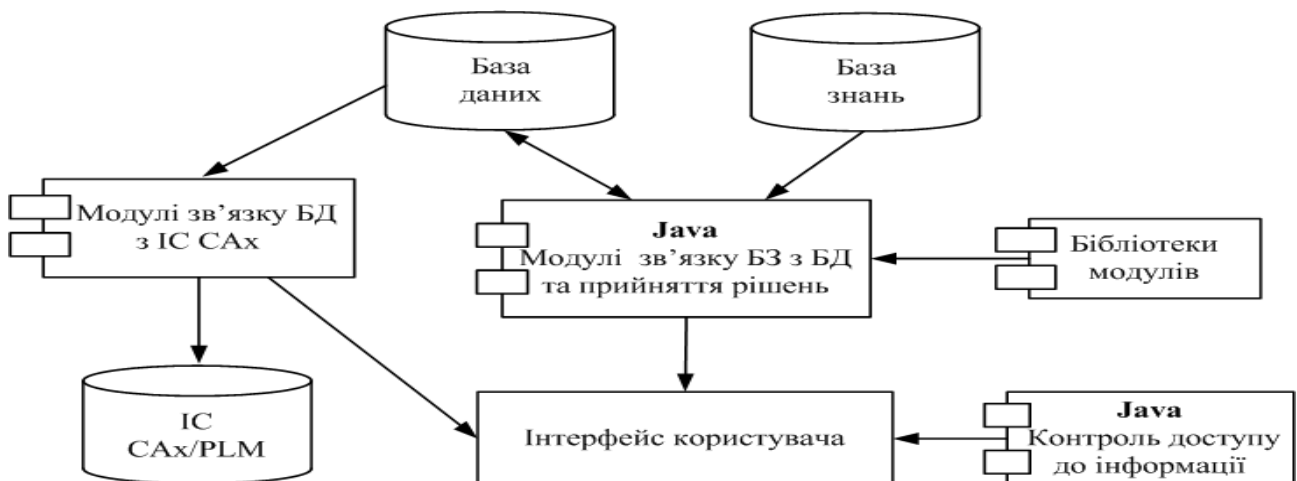 База
даних
База
знань
Модулі зв’язку БД
з ІС САх
Java
Модулі зв’язку БЗ з БД
та прийняття рішень
Бібліотеки
модулів
ІС
CAx/PLM
Інтерфейс користувача
Java
Контроль доступу
до інформації